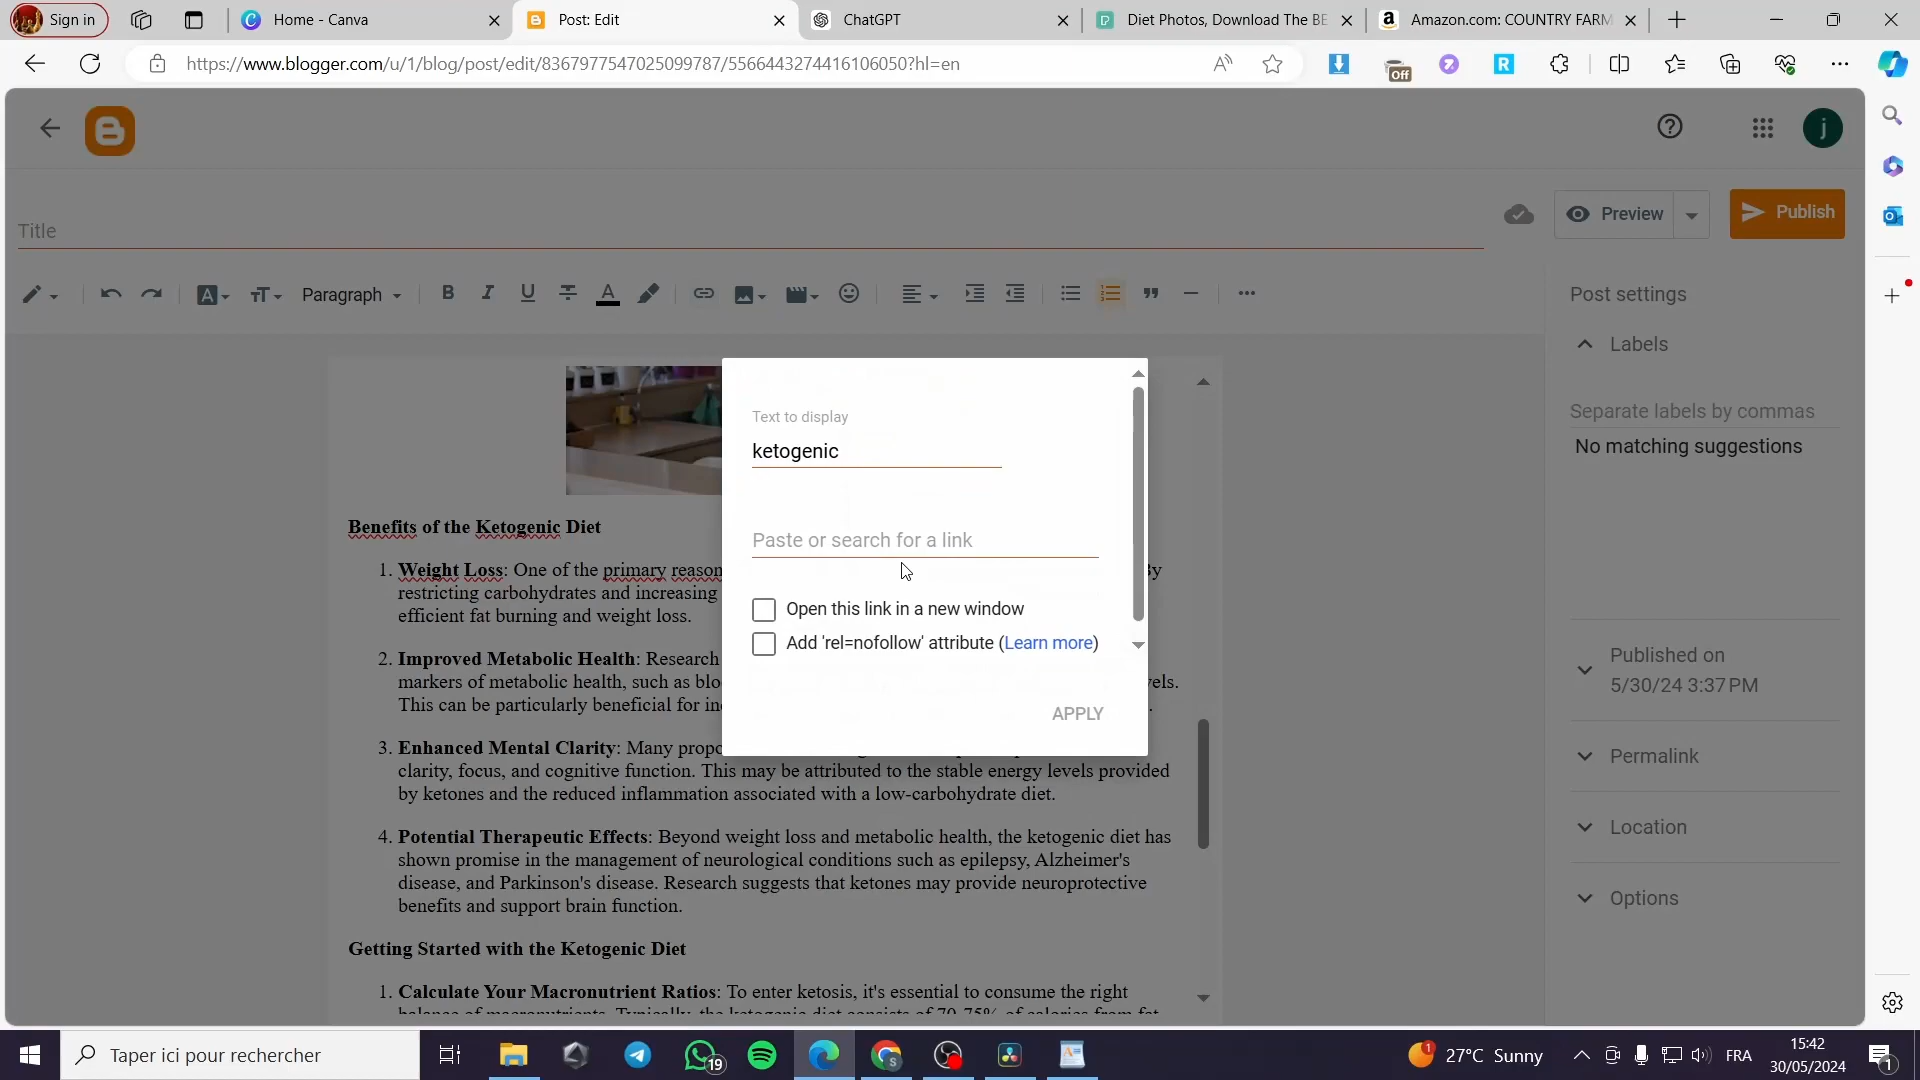 Sign in
Home - Canva
Post: Edit
ChatGPT
Diet Photos, Download The BE
Amazon.com: COUNTRY FARM
https://www.blogger.com/u/1/blog/post/edit/8367977547025099787/5566443274416106050?hl=en
Off
j
Title
Preview
Publish
Paragraph
Post settings
Labels
Separate labels by commas
No matching suggestions
Published on
5/30/24 3:37 PM
Permalink
Location
Options
Text to display
ketogenic
Paste or search for a link
Open this link in a new window
Add 'rel=nofollow' attribute (Learn more)
APPLY
Benefits of the Ketogenic Diet
1. Weight Loss: One of the primary reason
restricting carbohydrates and increasing
efficient fat burning and weight loss.
2. Improved Metabolic Health: Research
markers of metabolic health, such as blo
This can be particularly beneficial for in
3. Enhanced Mental Clarity: Many propo
clarity, focus, and cognitive function. This may be attributed to the stable energy levels provided
by ketones and the reduced inflammation associated with a low-carbohydrate diet.
4. Potential Therapeutic Effects: Beyond weight loss and metabolic health, the ketogenic diet has
shown promise in the management of neurological conditions such as epilepsy, Alzheimer's
disease, and Parkinson's disease. Research suggests that ketones may provide neuroprotective
benefits and support brain function.
Getting Started with the Ketogenic Diet
1. Calculate Your Macronutrient Ratios: To enter ketosis, it's essential to consume the right
Taper ici pour rechercher
19
27°C Sunny
FRA
15:42
30/05/2024
1